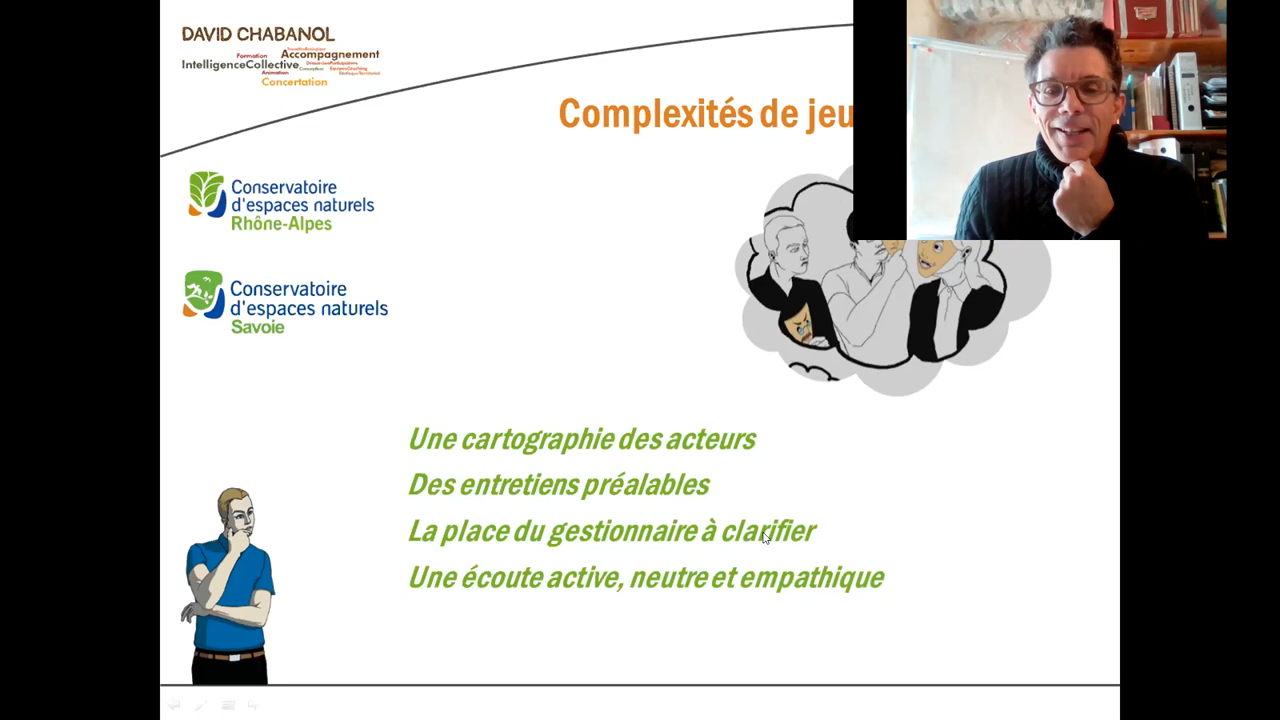 DAVID CHABANOL
Formation
Accompagnement
IntelligenceCollective
Animation
Concertation
Complexités de jeu
Conservatoire
d'espaces naturels
Rhône-Alpes
Conservatoire
d'espaces naturels
Savoie
Une cartographie des acteurs
Des entretiens préalables
La place du gestionnaire à clarifier
Une écoute active, neutre et empathique